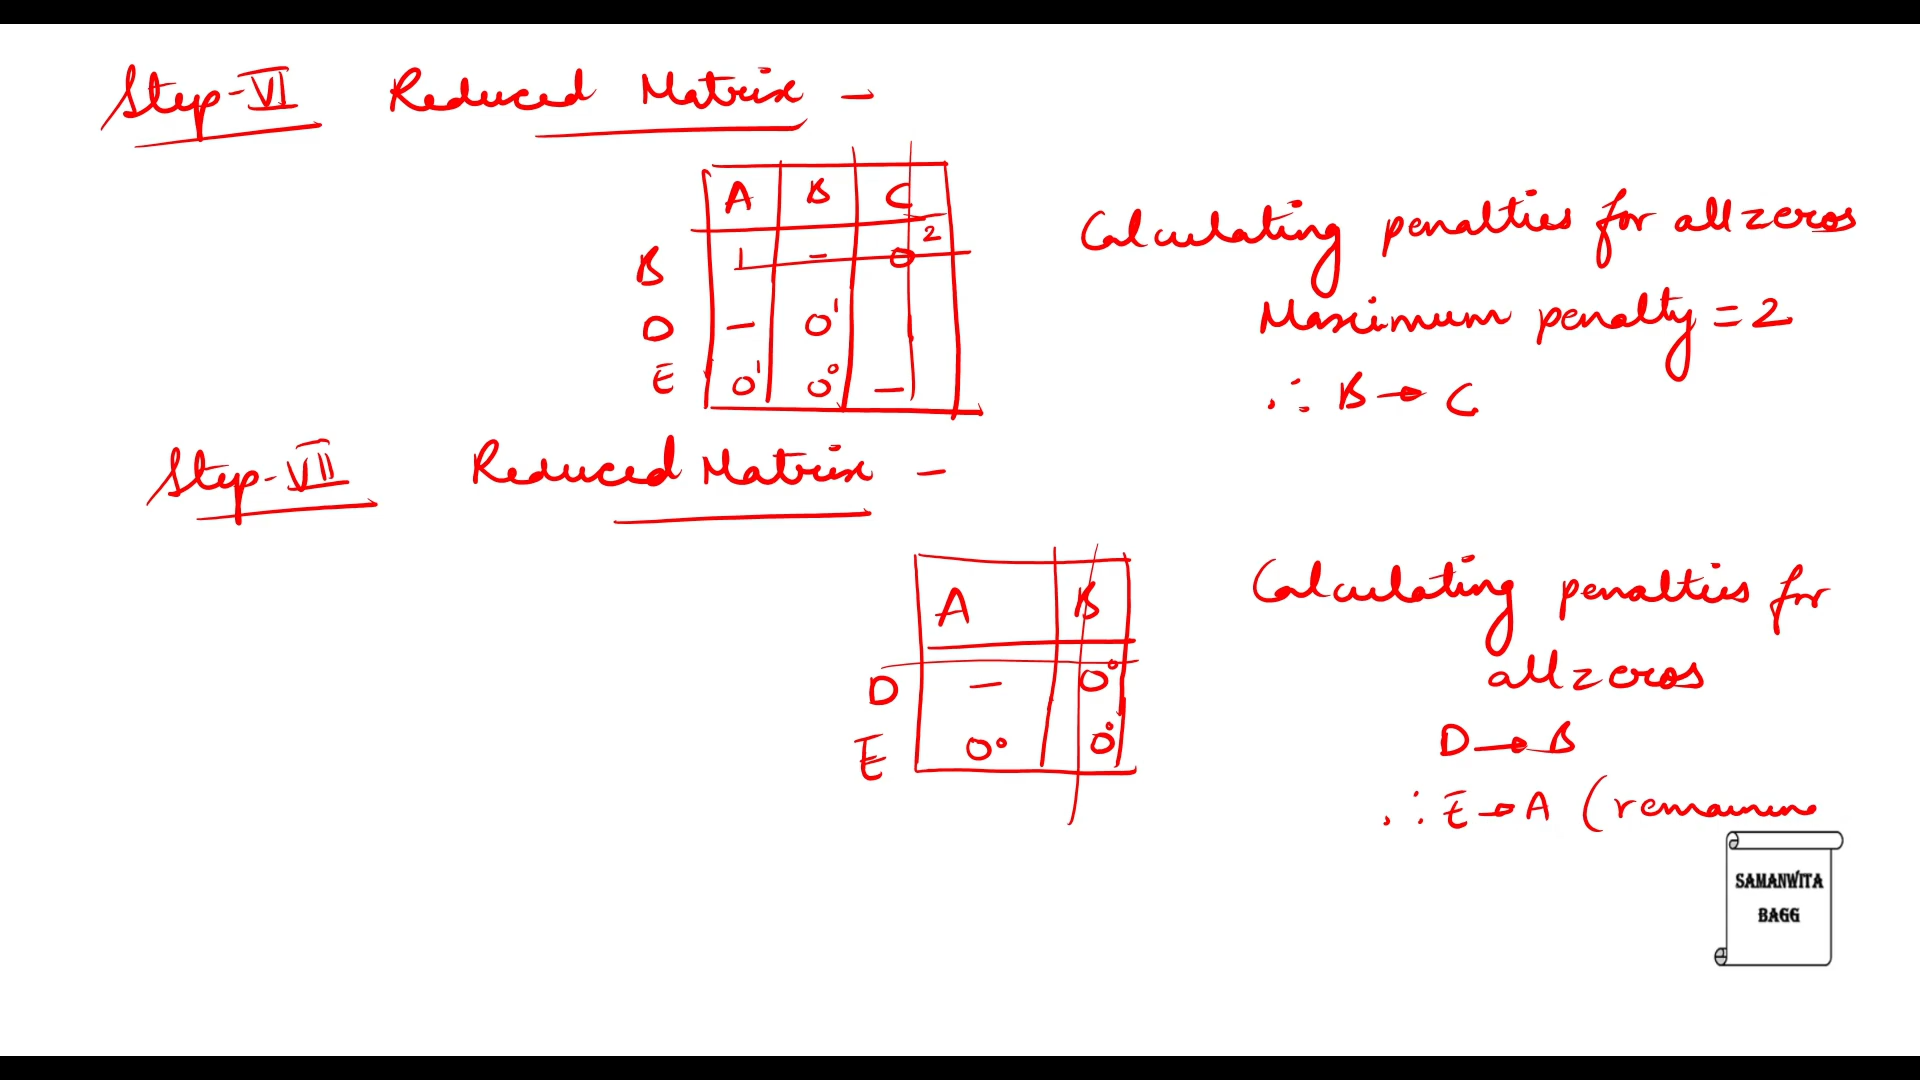 Step-VI Reduced Matrix -
A B C
B 1 - 0 2
D - 0 1
E 0 1 0 0 -
Calculating penalties for all zeros
Maximum penalty = 2
∴ B → C
Step-VII Reduced Matrix -
A B
D - 0 0
E 0 0 0 0
Calculating penalties for
all zeros
D → B
∴ E → A (remaining
SAMANWITA
BAGG